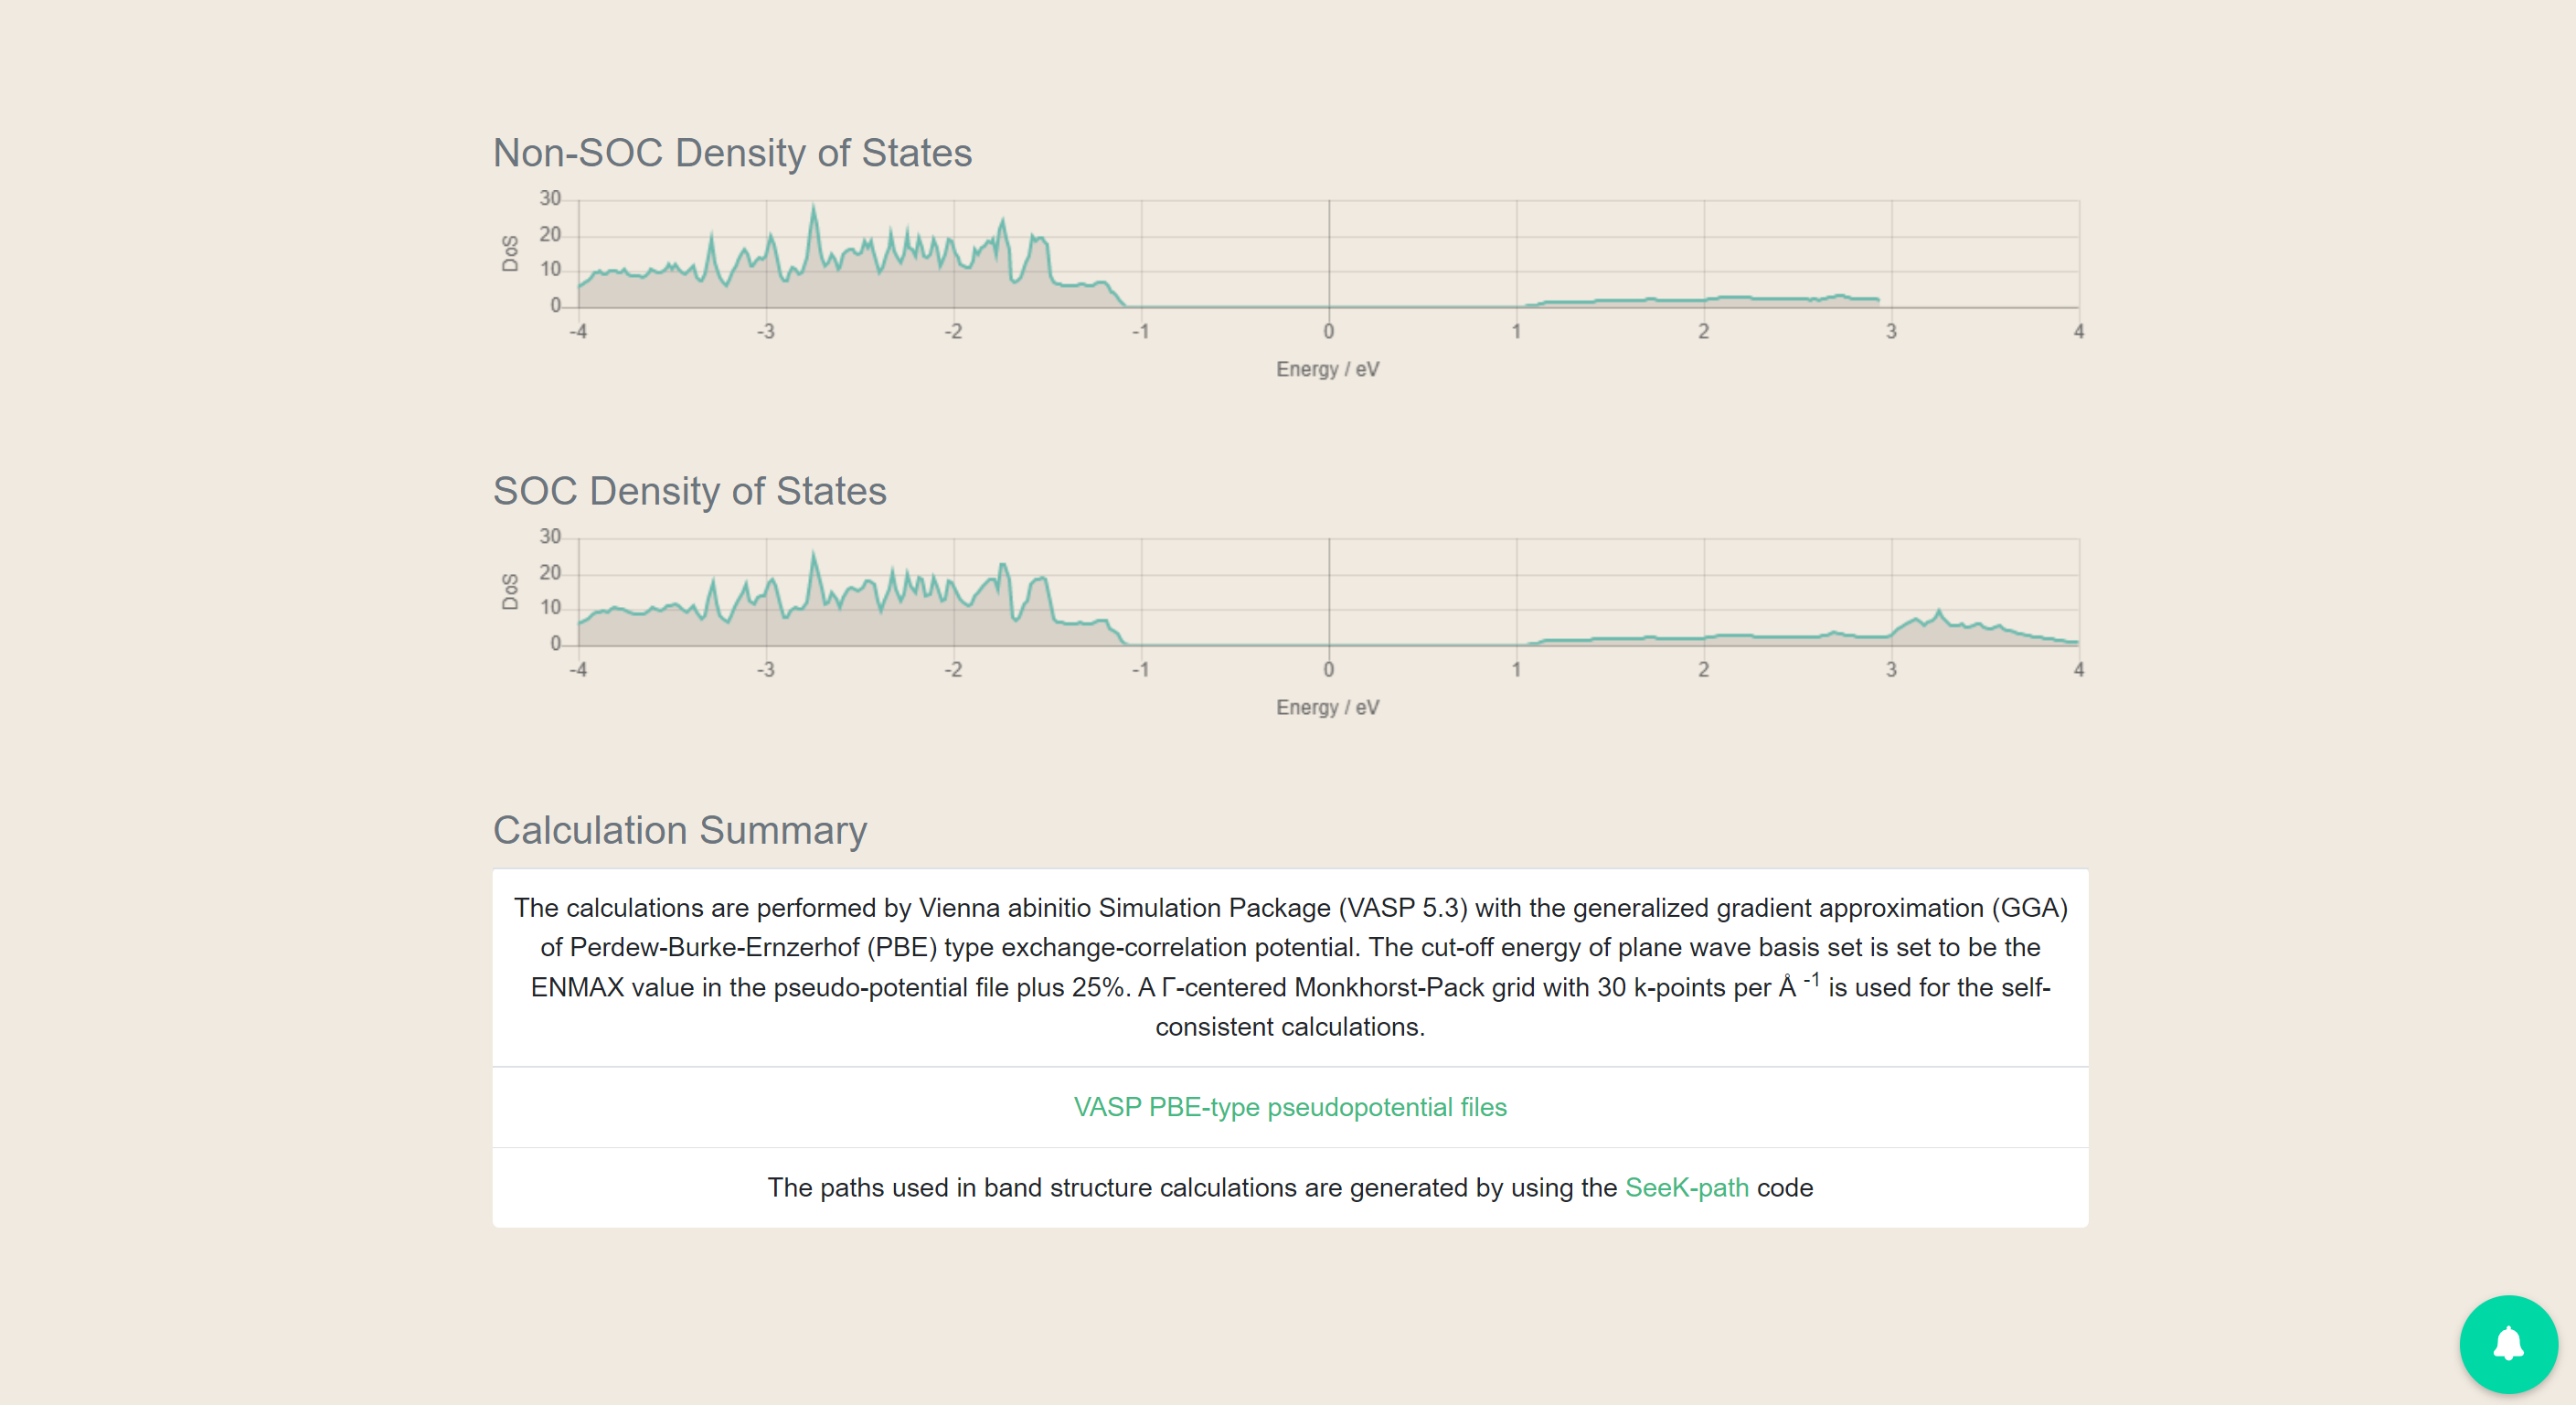 Non-SOC Density of States
30
20
10
0
DoS
-4 -3 -2 -1 0 1 2 3 4
Energy / eV
SOC Density of States
30
20
10
0
DoS
-4 -3 -2 -1 0 1 2 3 4
Energy / eV
Calculation Summary
The calculations are performed by Vienna abinitio Simulation Package (VASP 5.3) with the generalized gradient approximation (GGA)
of Perdew-Burke-Ernzerhof (PBE) type exchange-correlation potential. The cut-off energy of plane wave basis set is set to be the
ENMAX value in the pseudo-potential file plus 25%. A Γ-centered Monkhorst-Pack grid with 30 k-points per Å -1 is used for the self-
consistent calculations.
VASP PBE-type pseudopotential files
The paths used in band structure calculations are generated by using the SeeK-path code